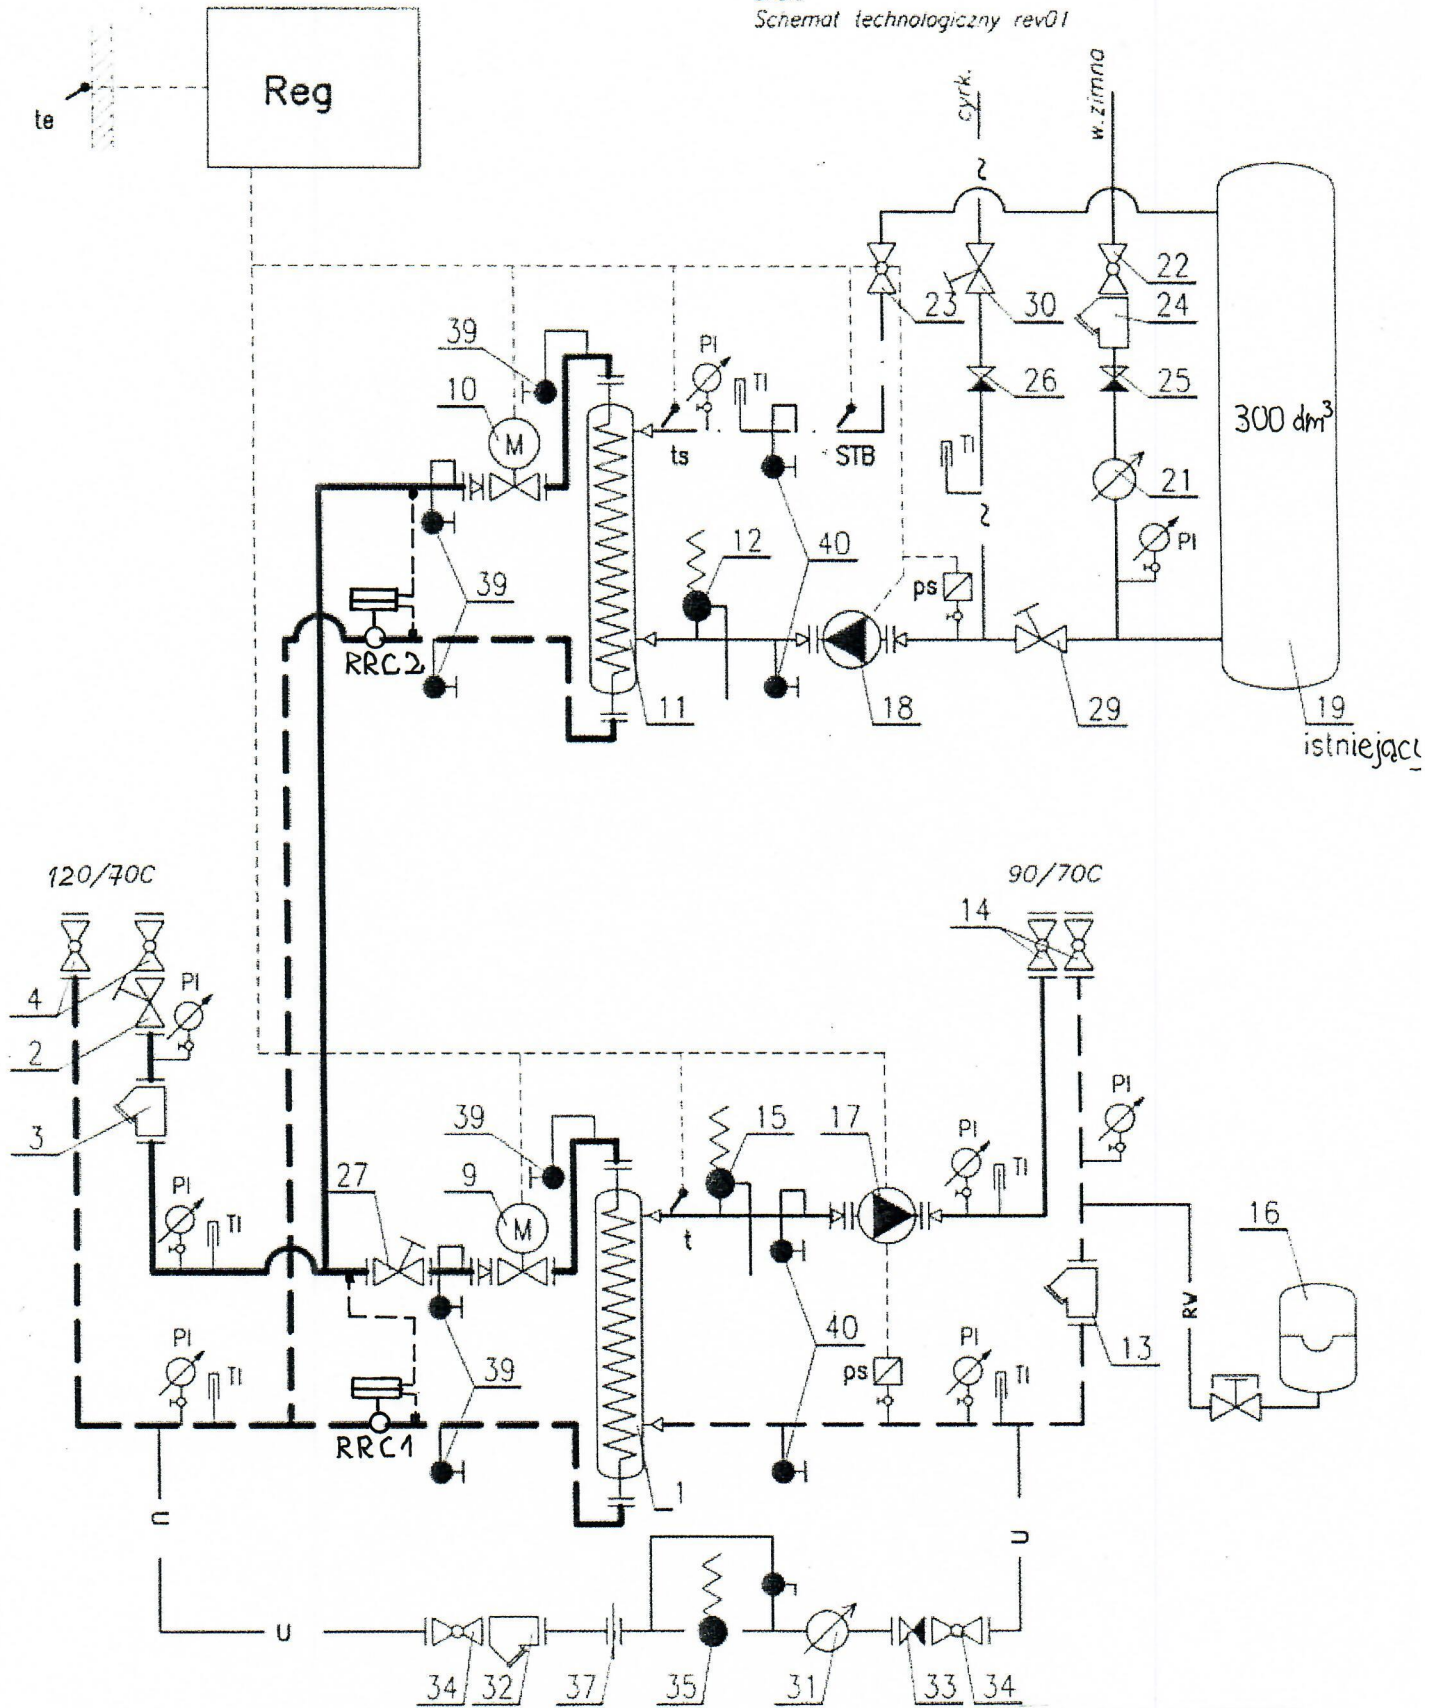 Schemat technologiczny rev01
Reg
te
cyrk.
w.zimna
22
23
30
24
39
PI
TI
26
25
10
M
300 dm³
ts
STB
TI
21
12
40
PI
39
ps
RRC2
11
18
29
19
istniejący
120/70C
90/70C
14
4
PI
2
PI
3
39
15
17
PI
TI
27
9
16
PI
TI
M
t
RW
PI
TI
40
PI
TI
13
39
ps
RRC1
1
U
U
U
34
32
37
35
31
33
34